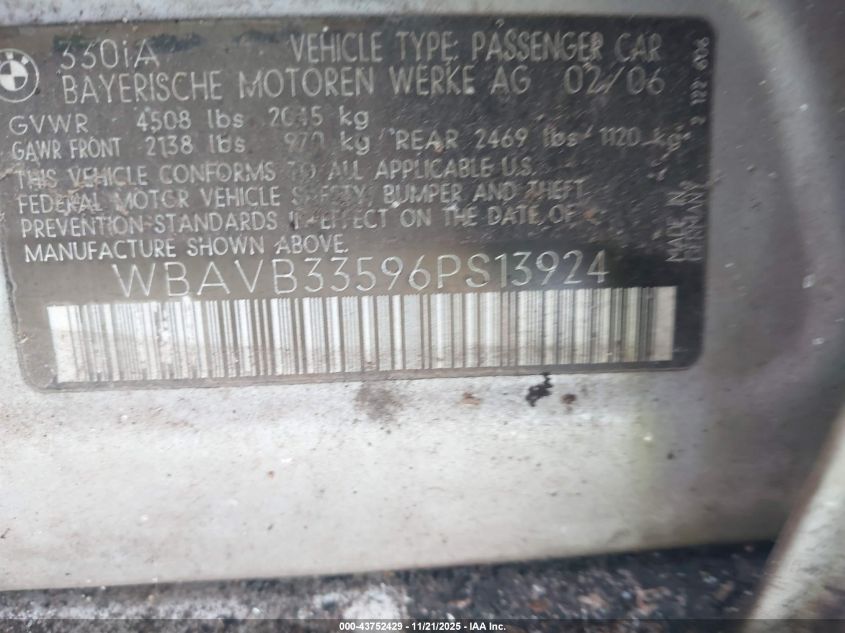 330iA VEHICLE TYPE: PASSENGER CAR
BAYERISCHE MOTOREN WERKE AG 02/06
GVWR 4508 lbs 2045 kg
GAWR FRONT 2138 lbs 970 kg REAR 2469 lbs 1120 kg
THIS VEHICLE CONFORMS TO ALL APPLICABLE U.S.
FEDERAL MOTOR VEHICLE SAFETY, BUMPER AND THEFT
PREVENTION STANDARDS IN EFFECT ON THE DATE OF
MANUFACTURE SHOWN ABOVE.
WBAVB33596PS13924
MADE IN
GERMANY
BMW
000-43752429 - 11/21/2025 - IAA Inc.